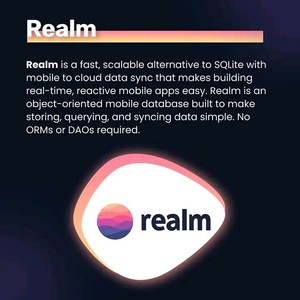 Realm
Realm is a fast, scalable alternative to SQLite with
mobile to cloud data sync that makes building
real-time, reactive mobile apps easy. Realm is an
object-oriented mobile database built to make
storing, querying, and syncing data simple. No
ORMs or DAOs required.
realm